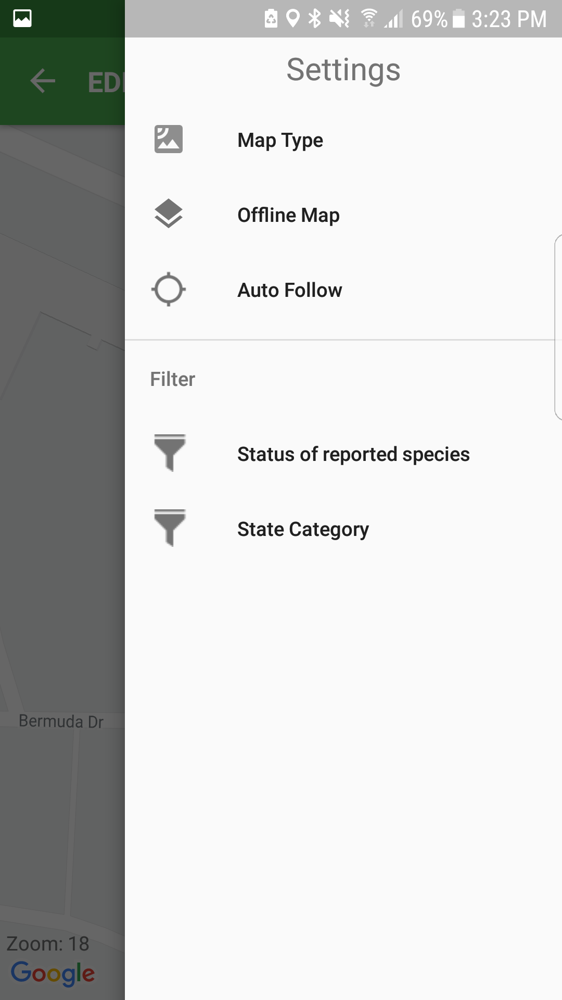 69% 3:23 PM
EDI
Settings
Map Type
Offline Map
Auto Follow
Filter
Status of reported species
State Category
Bermuda Dr
Zoom: 18
Google